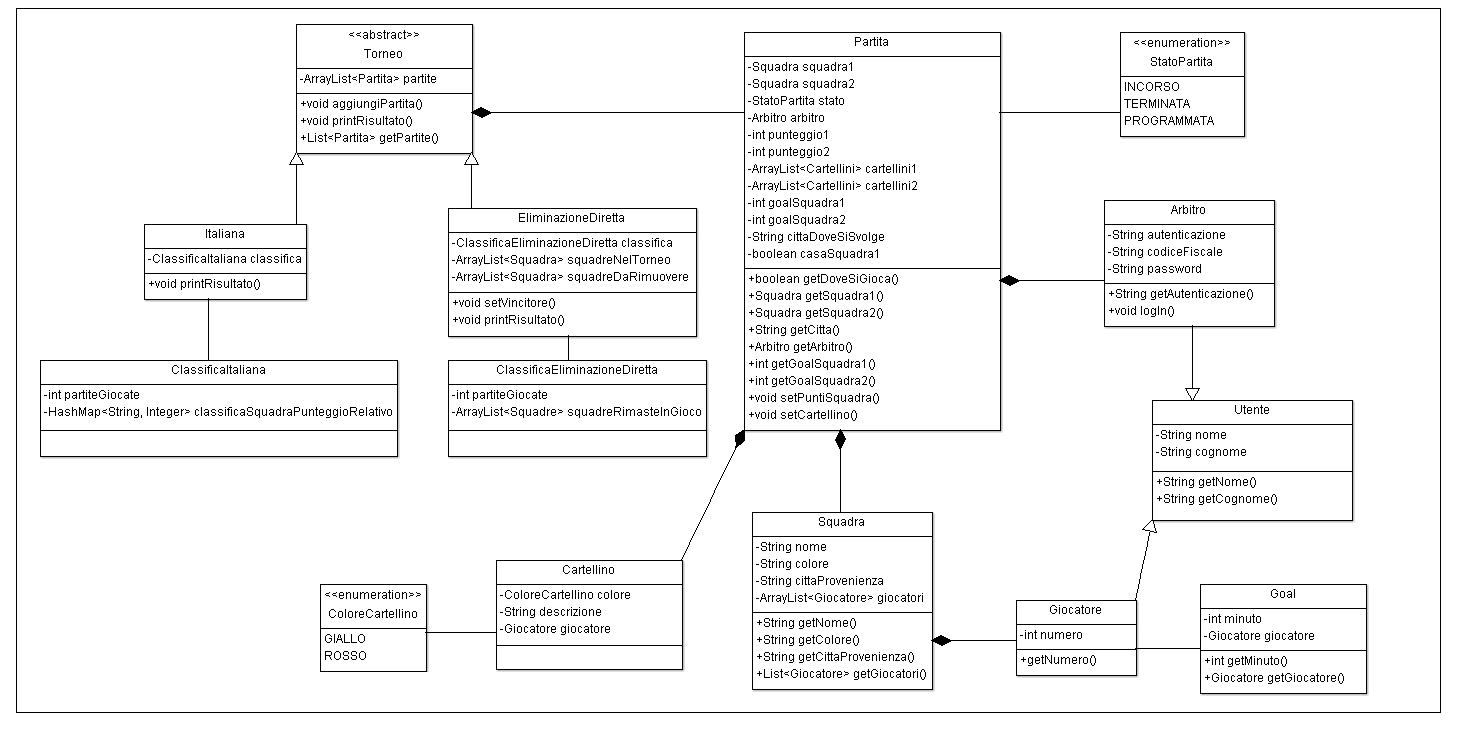 <<abstract>>
Torneo
-ArrayList<Partita> partite
+void aggiungiPartita()
+void printRisultato()
+List<Partita> getPartite()
Partita
-Squadra squadra1
-Squadra squadra2
-StatoPartita stato
-Arbitro arbitro
-int punteggio1
-int punteggio2
-ArrayList<Cartellini> cartellini1
-ArrayList<Cartellini> cartellini2
-int goalSquadra1
-int goalSquadra2
-String cittaDoveSiSvolge
-boolean casaSquadra1
+boolean getDoveSiGioca()
+Squadra getSquadra1()
+Squadra getSquadra2()
+String getCitta()
+Arbitro getArbitro()
+int getGoalSquadra1()
+int getGoalSquadra2()
+void setPuntiSquadra()
+void setCartellino()
<<enumeration>>
StatoPartita
INCORSO
TERMINATA
PROGRAMMATA
Italiana
-ClassificaItaliana classifica
+void printRisultato()
EliminazioneDiretta
-ClassificaEliminazioneDiretta classifica
-ArrayList<Squadra> squadreNelTorneo
-ArrayList<Squadra> squadreDaRimuovere
+void setVincitore()
+void printRisultato()
Arbitro
-String autenticazione
-String codiceFiscale
-String password
+String getAutenticazione()
+void logIn()
ClassificaItaliana
-int partiteGiocate
-HashMap<String, Integer> classificaSquadraPunteggioRelativo
ClassificaEliminazioneDiretta
-int partiteGiocate
-ArrayList<Squadre> squadreRimasteInGioco
Utente
-String nome
-String cognome
+String getNome()
+String getCognome()
<<enumeration>>
ColoreCartellino
GIALLO
ROSSO
Cartellino
-ColoreCartellino colore
-String descrizione
-Giocatore giocatore
Squadra
-String nome
-String colore
-String cittaProvenienza
-ArrayList<Giocatore> giocatori
+String getNome()
+String getColore()
+String getCittaProvenienza()
+List<Giocatore> getGiocatori()
Giocatore
-int numero
+getNumero()
Goal
-int minuto
-Giocatore giocatore
+int getMinuto()
+Giocatore getGiocatore()